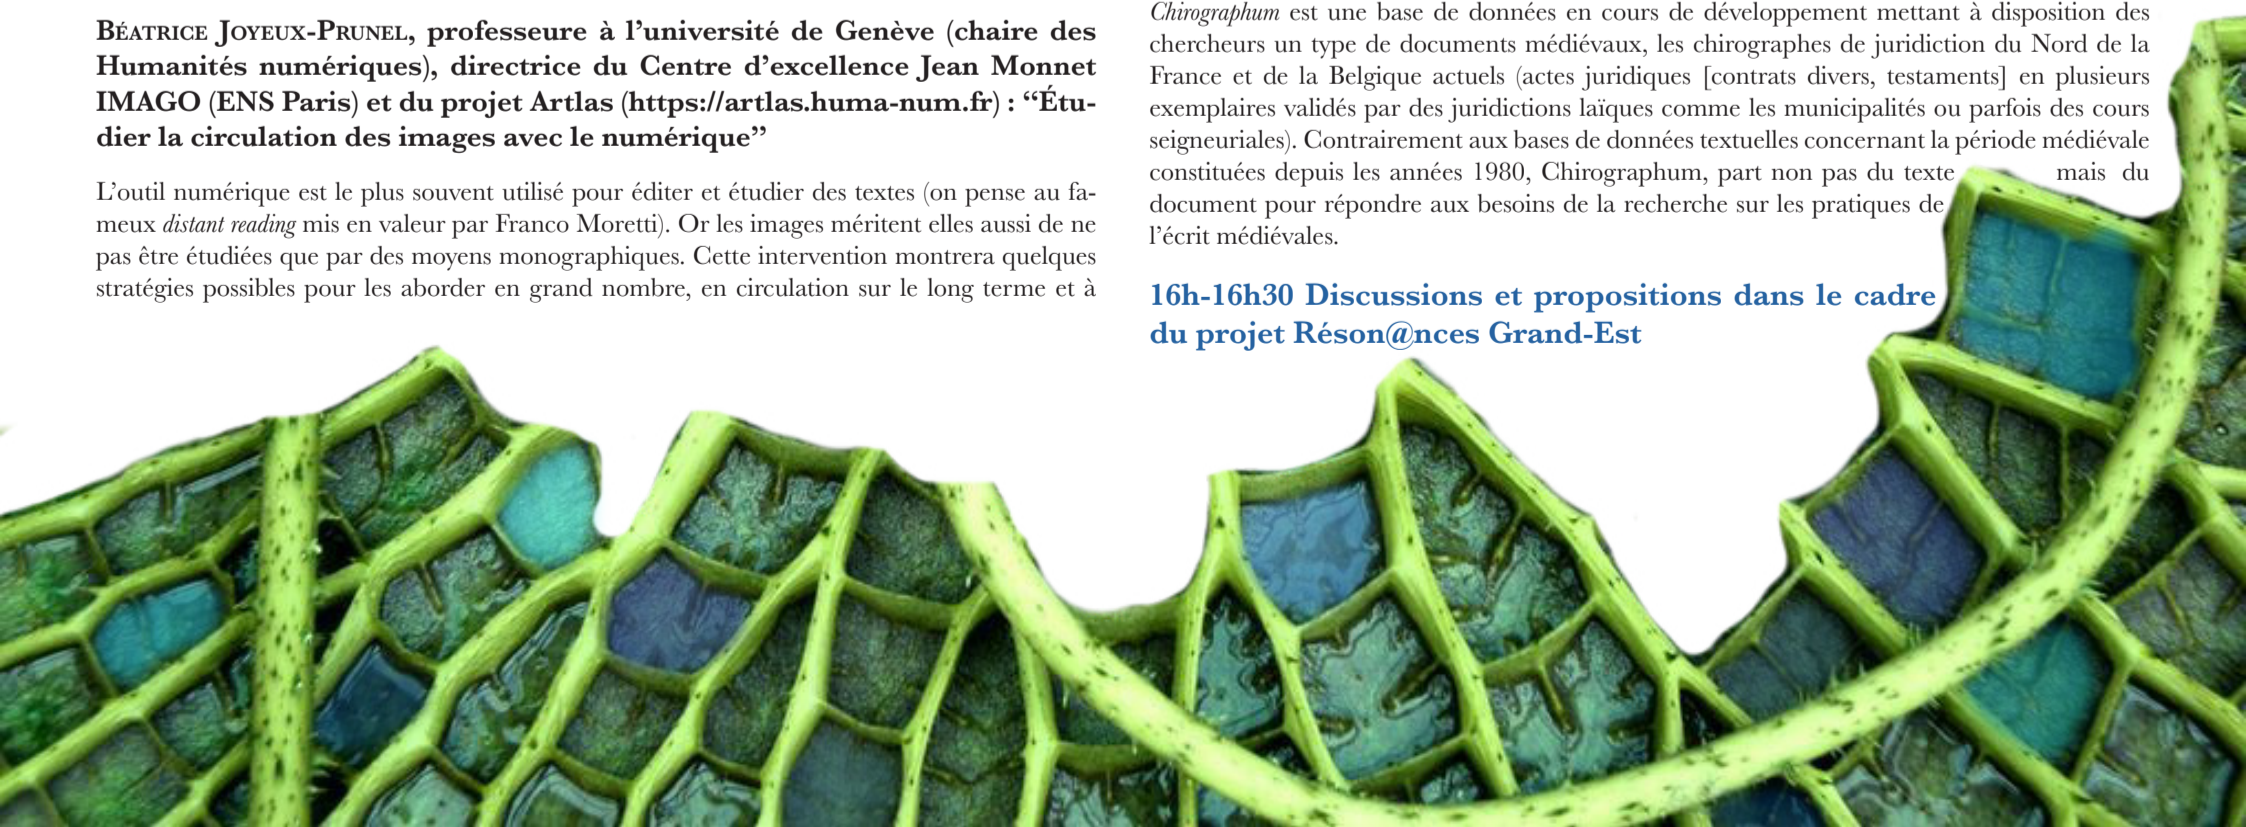 BÉATRICE JOYEUX-PRUNEL, professeure à l’université de Genève (chaire des
Humanités numériques), directrice du Centre d’excellence Jean Monnet
IMAGO (ENS Paris) et du projet Artlas (https://artlas.huma-num.fr) : “Étu-
dier la circulation des images avec le numérique”
L’outil numérique est le plus souvent utilisé pour éditer et étudier des textes (on pense au fa-
meux distant reading mis en valeur par Franco Moretti). Or les images méritent elles aussi de ne
pas être étudiées que par des moyens monographiques. Cette intervention montrera quelques
stratégies possibles pour les aborder en grand nombre, en circulation sur le long terme et à
Chirographum est une base de données en cours de développement mettant à disposition des
chercheurs un type de documents médiévaux, les chirographes de juridiction du Nord de la
France et de la Belgique actuels (actes juridiques [contrats divers, testaments] en plusieurs
exemplaires validés par des juridictions laïques comme les municipalités ou parfois des cours
seigneuriales). Contrairement aux bases de données textuelles concernant la période médiévale
constituées depuis les années 1980, Chirographum, part non pas du texte mais du
document pour répondre aux besoins de la recherche sur les pratiques de
l’écrit médiévales.
16h-16h30 Discussions et propositions dans le cadre
du projet Réson@nces Grand-Est